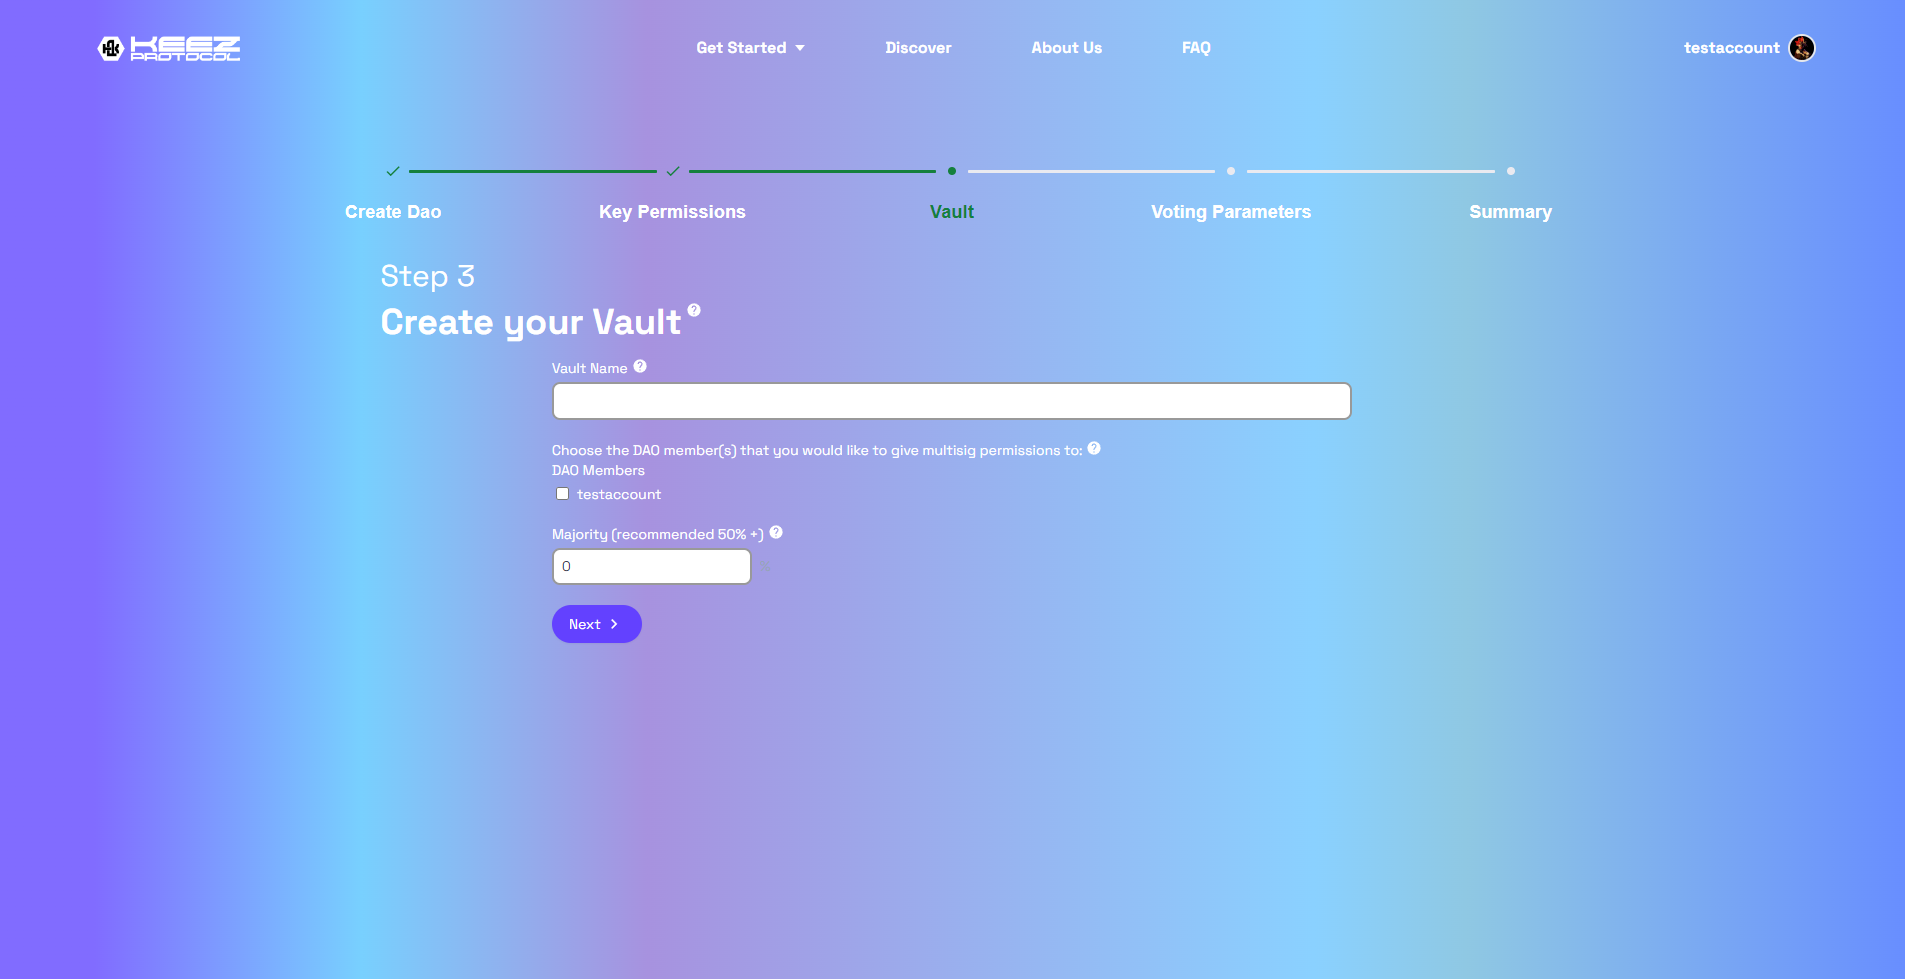 KEEZ
PROTOCOL
Get Started
Discover
About Us
FAQ
testaccount
Create Dao
Key Permissions
Vault
Voting Parameters
Summary
Step 3
Create your Vault
Vault Name
Choose the DAO member(s) that you would like to give multisig permissions to:
DAO Members
testaccount
Majority (recommended 50% +)
0
%
Next